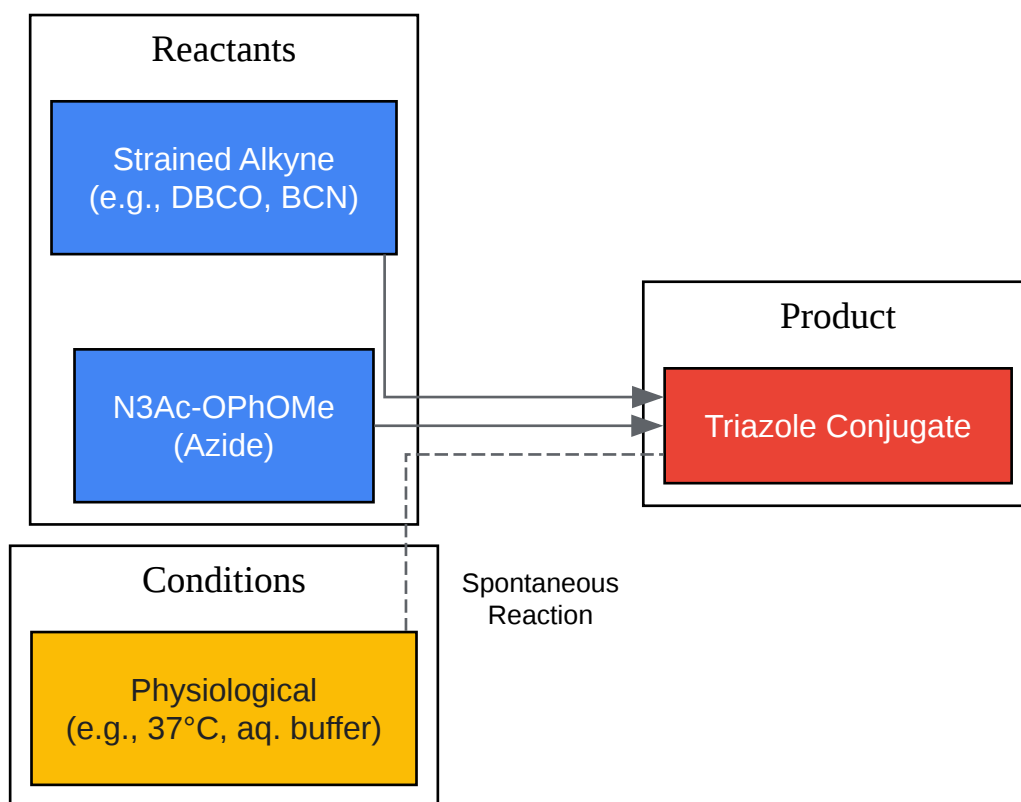 Reactants
Strained Alkyne
(e.g., DBCO, BCN)
N3Ac-OPhOMe
(Azide)
Product
Triazole Conjugate
Conditions
Physiological
(e.g., 37°C, aq. buffer)
Spontaneous
Reaction